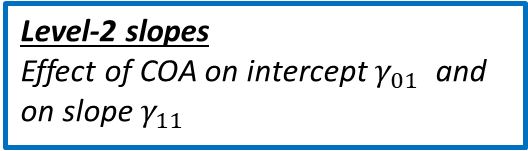 Level-2 slopes
Effect of COA on intercept γ₀₁ and
on slope γ₁₁